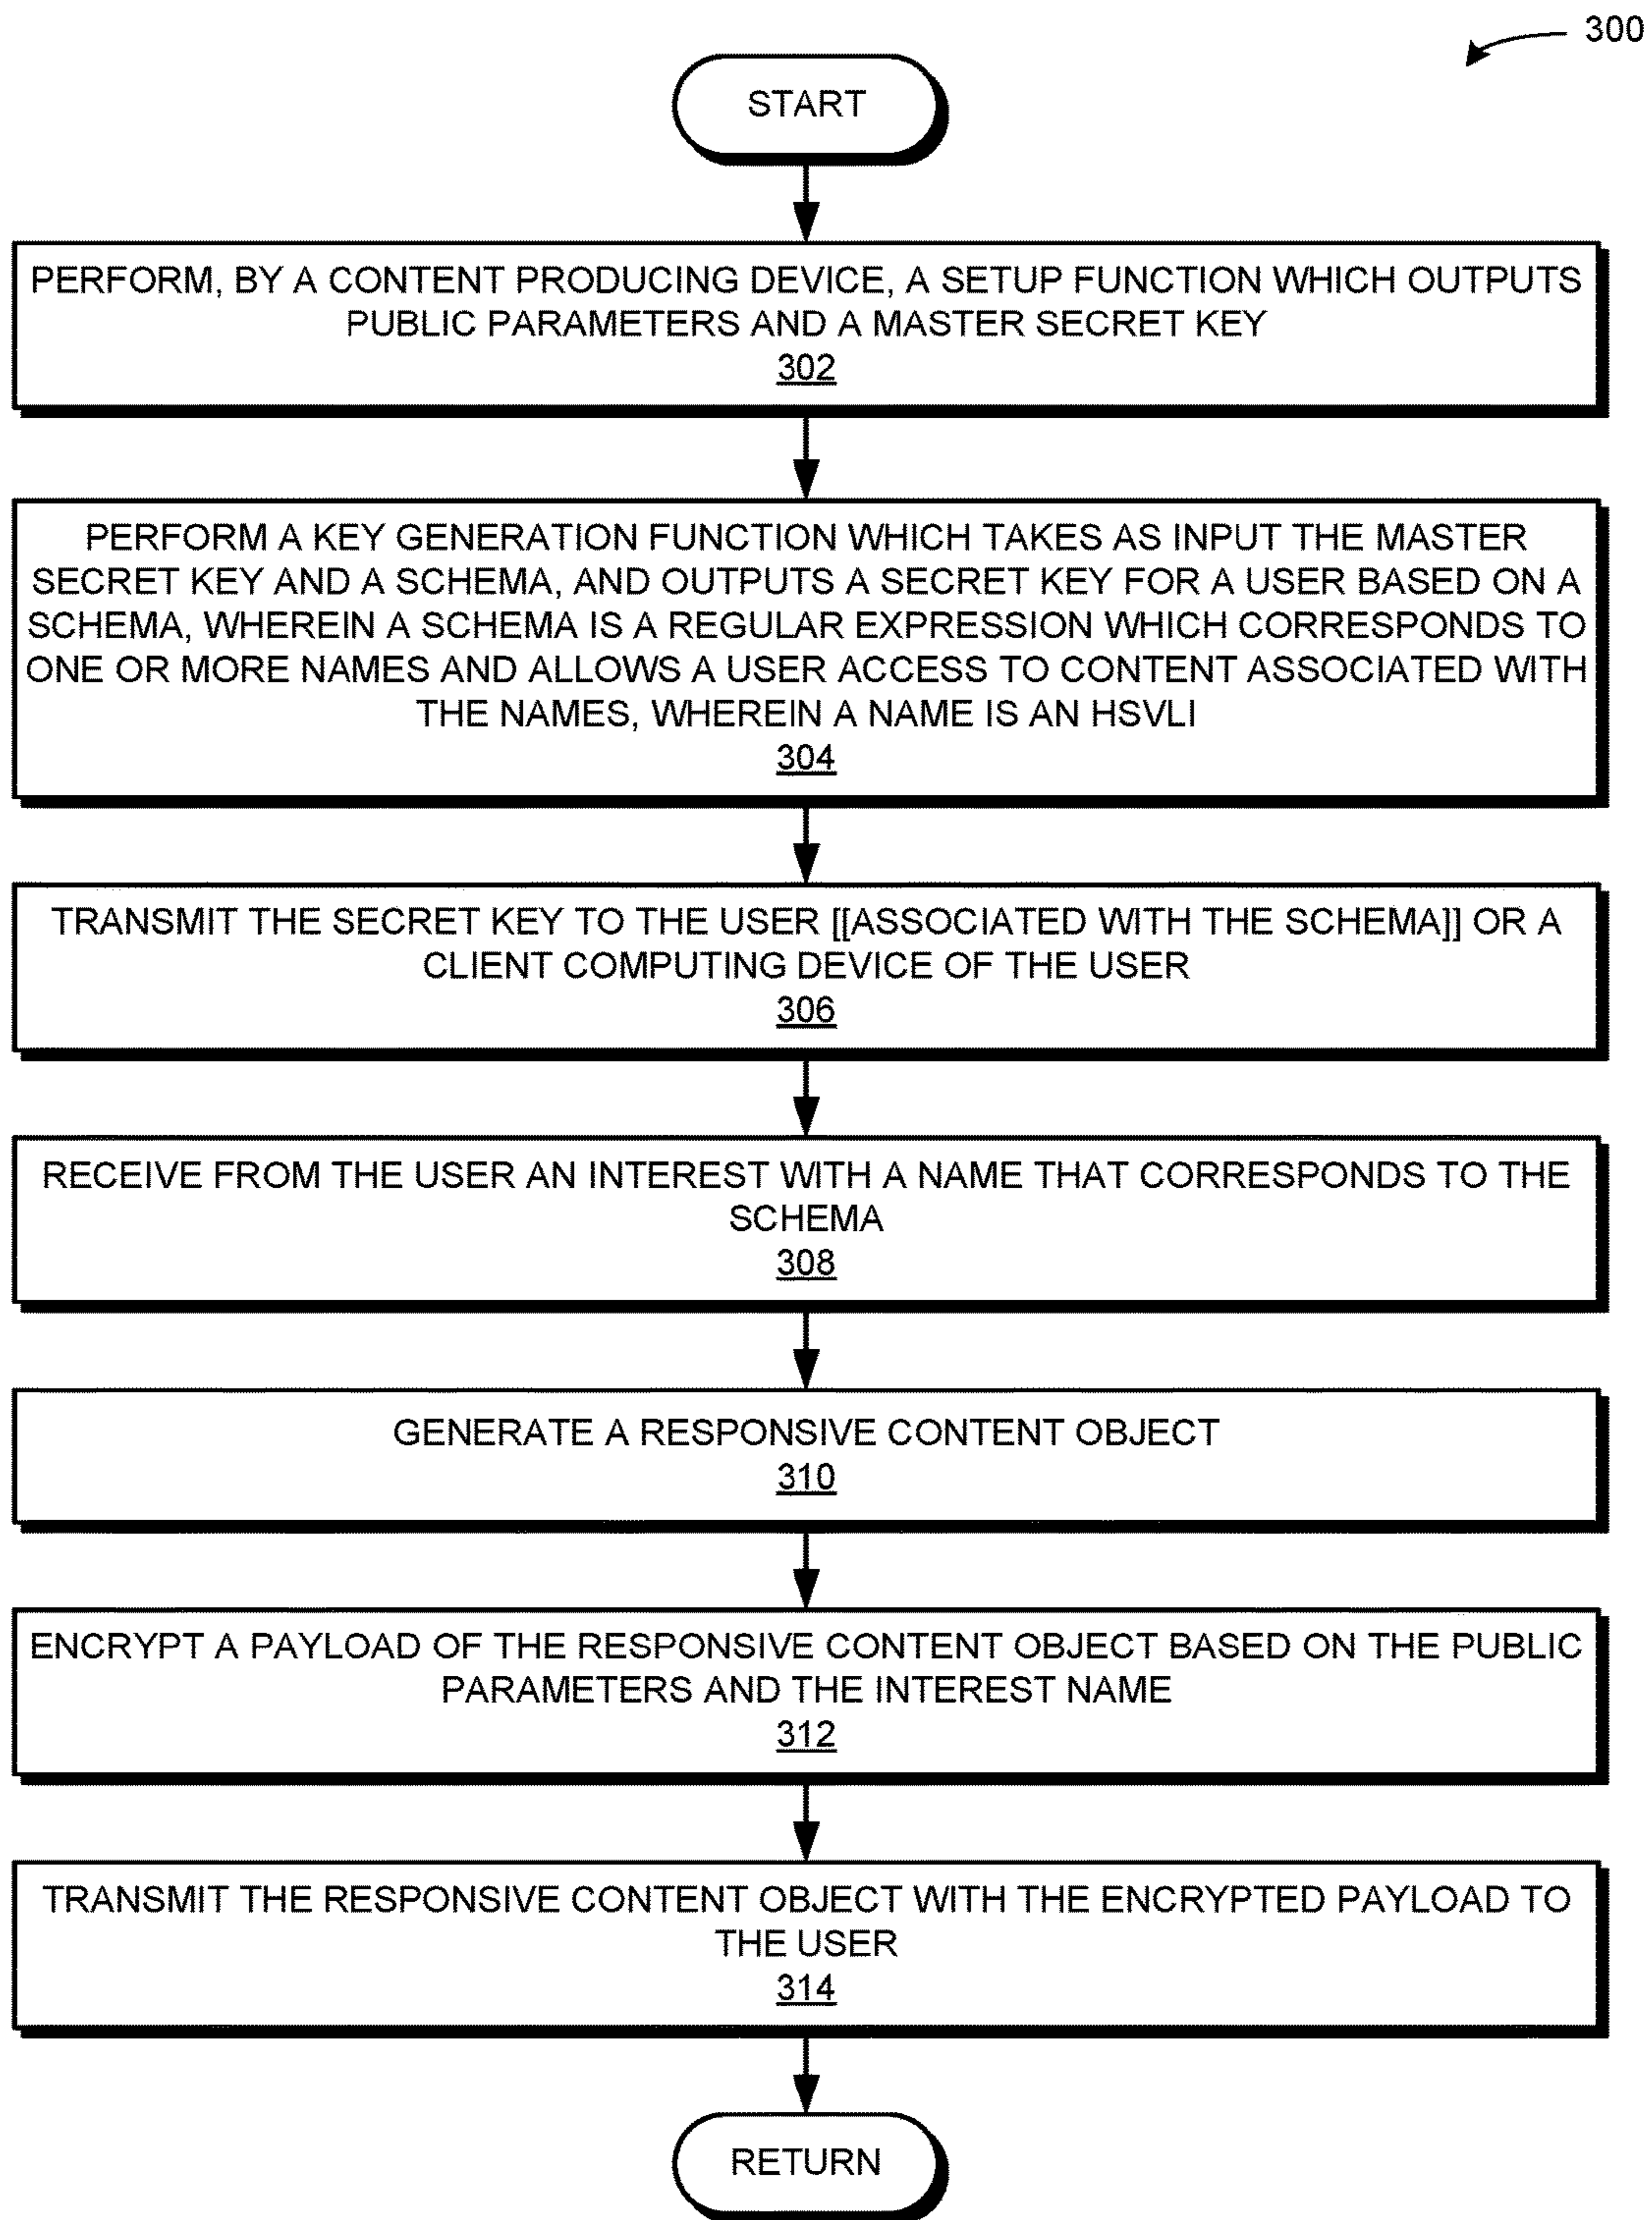 300
START
PERFORM, BY A CONTENT PRODUCING DEVICE, A SETUP FUNCTION WHICH OUTPUTS
PUBLIC PARAMETERS AND A MASTER SECRET KEY
302
PERFORM A KEY GENERATION FUNCTION WHICH TAKES AS INPUT THE MASTER
SECRET KEY AND A SCHEMA, AND OUTPUTS A SECRET KEY FOR A USER BASED ON A
SCHEMA, WHEREIN A SCHEMA IS A REGULAR EXPRESSION WHICH CORRESPONDS TO
ONE OR MORE NAMES AND ALLOWS A USER ACCESS TO CONTENT ASSOCIATED WITH
THE NAMES, WHEREIN A NAME IS AN HSVLI
304
TRANSMIT THE SECRET KEY TO THE USER [[ASSOCIATED WITH THE SCHEMA]] OR A
CLIENT COMPUTING DEVICE OF THE USER
306
RECEIVE FROM THE USER AN INTEREST WITH A NAME THAT CORRESPONDS TO THE
SCHEMA
308
GENERATE A RESPONSIVE CONTENT OBJECT
310
ENCRYPT A PAYLOAD OF THE RESPONSIVE CONTENT OBJECT BASED ON THE PUBLIC
PARAMETERS AND THE INTEREST NAME
312
TRANSMIT THE RESPONSIVE CONTENT OBJECT WITH THE ENCRYPTED PAYLOAD TO
THE USER
314
RETURN